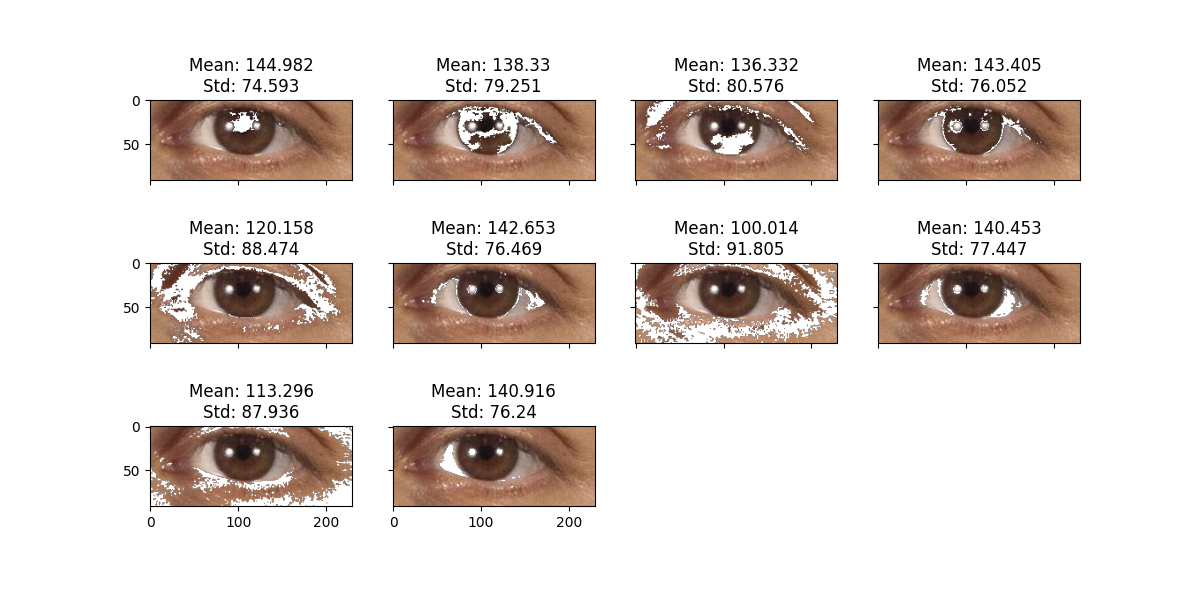 Mean: 144.982
Std: 74.593
Mean: 138.33
Std: 79.251
Mean: 136.332
Std: 80.576
Mean: 143.405
Std: 76.052
0
50
Mean: 120.158
Std: 88.474
Mean: 142.653
Std: 76.469
Mean: 100.014
Std: 91.805
Mean: 140.453
Std: 77.447
0
50
Mean: 113.296
Std: 87.936
Mean: 140.916
Std: 76.24
0
50
0 100 200
0 100 200